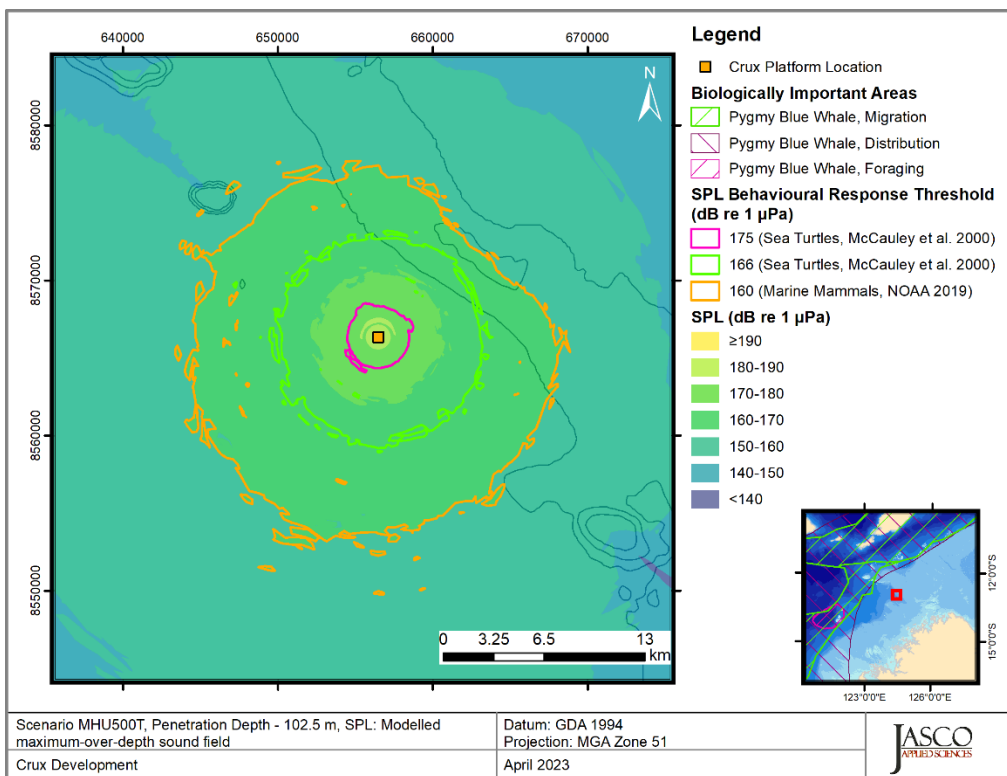 640000 650000 660000 670000
8580000
8570000
8560000
8550000
N
0 3.25 6.5 13
km
Legend
Crux Platform Location
Biologically Important Areas
Pygmy Blue Whale, Migration
Pygmy Blue Whale, Distribution
Pygmy Blue Whale, Foraging
SPL Behavioural Response Threshold
(dB re 1 µPa)
175 (Sea Turtles, McCauley et al. 2000)
166 (Sea Turtles, McCauley et al. 2000)
160 (Marine Mammals, NOAA 2019)
SPL (dB re 1 µPa)
≥190
180-190
170-180
160-170
150-160
140-150
<140
12°0'0"S
15°0'0"S
123°0'0"E 126°0'0"E
Scenario MHU500T, Penetration Depth - 102.5 m, SPL: Modelled
maximum-over-depth sound field
Crux Development
Datum: GDA 1994
Projection: MGA Zone 51
April 2023
JASCO
APPLIED SCIENCES